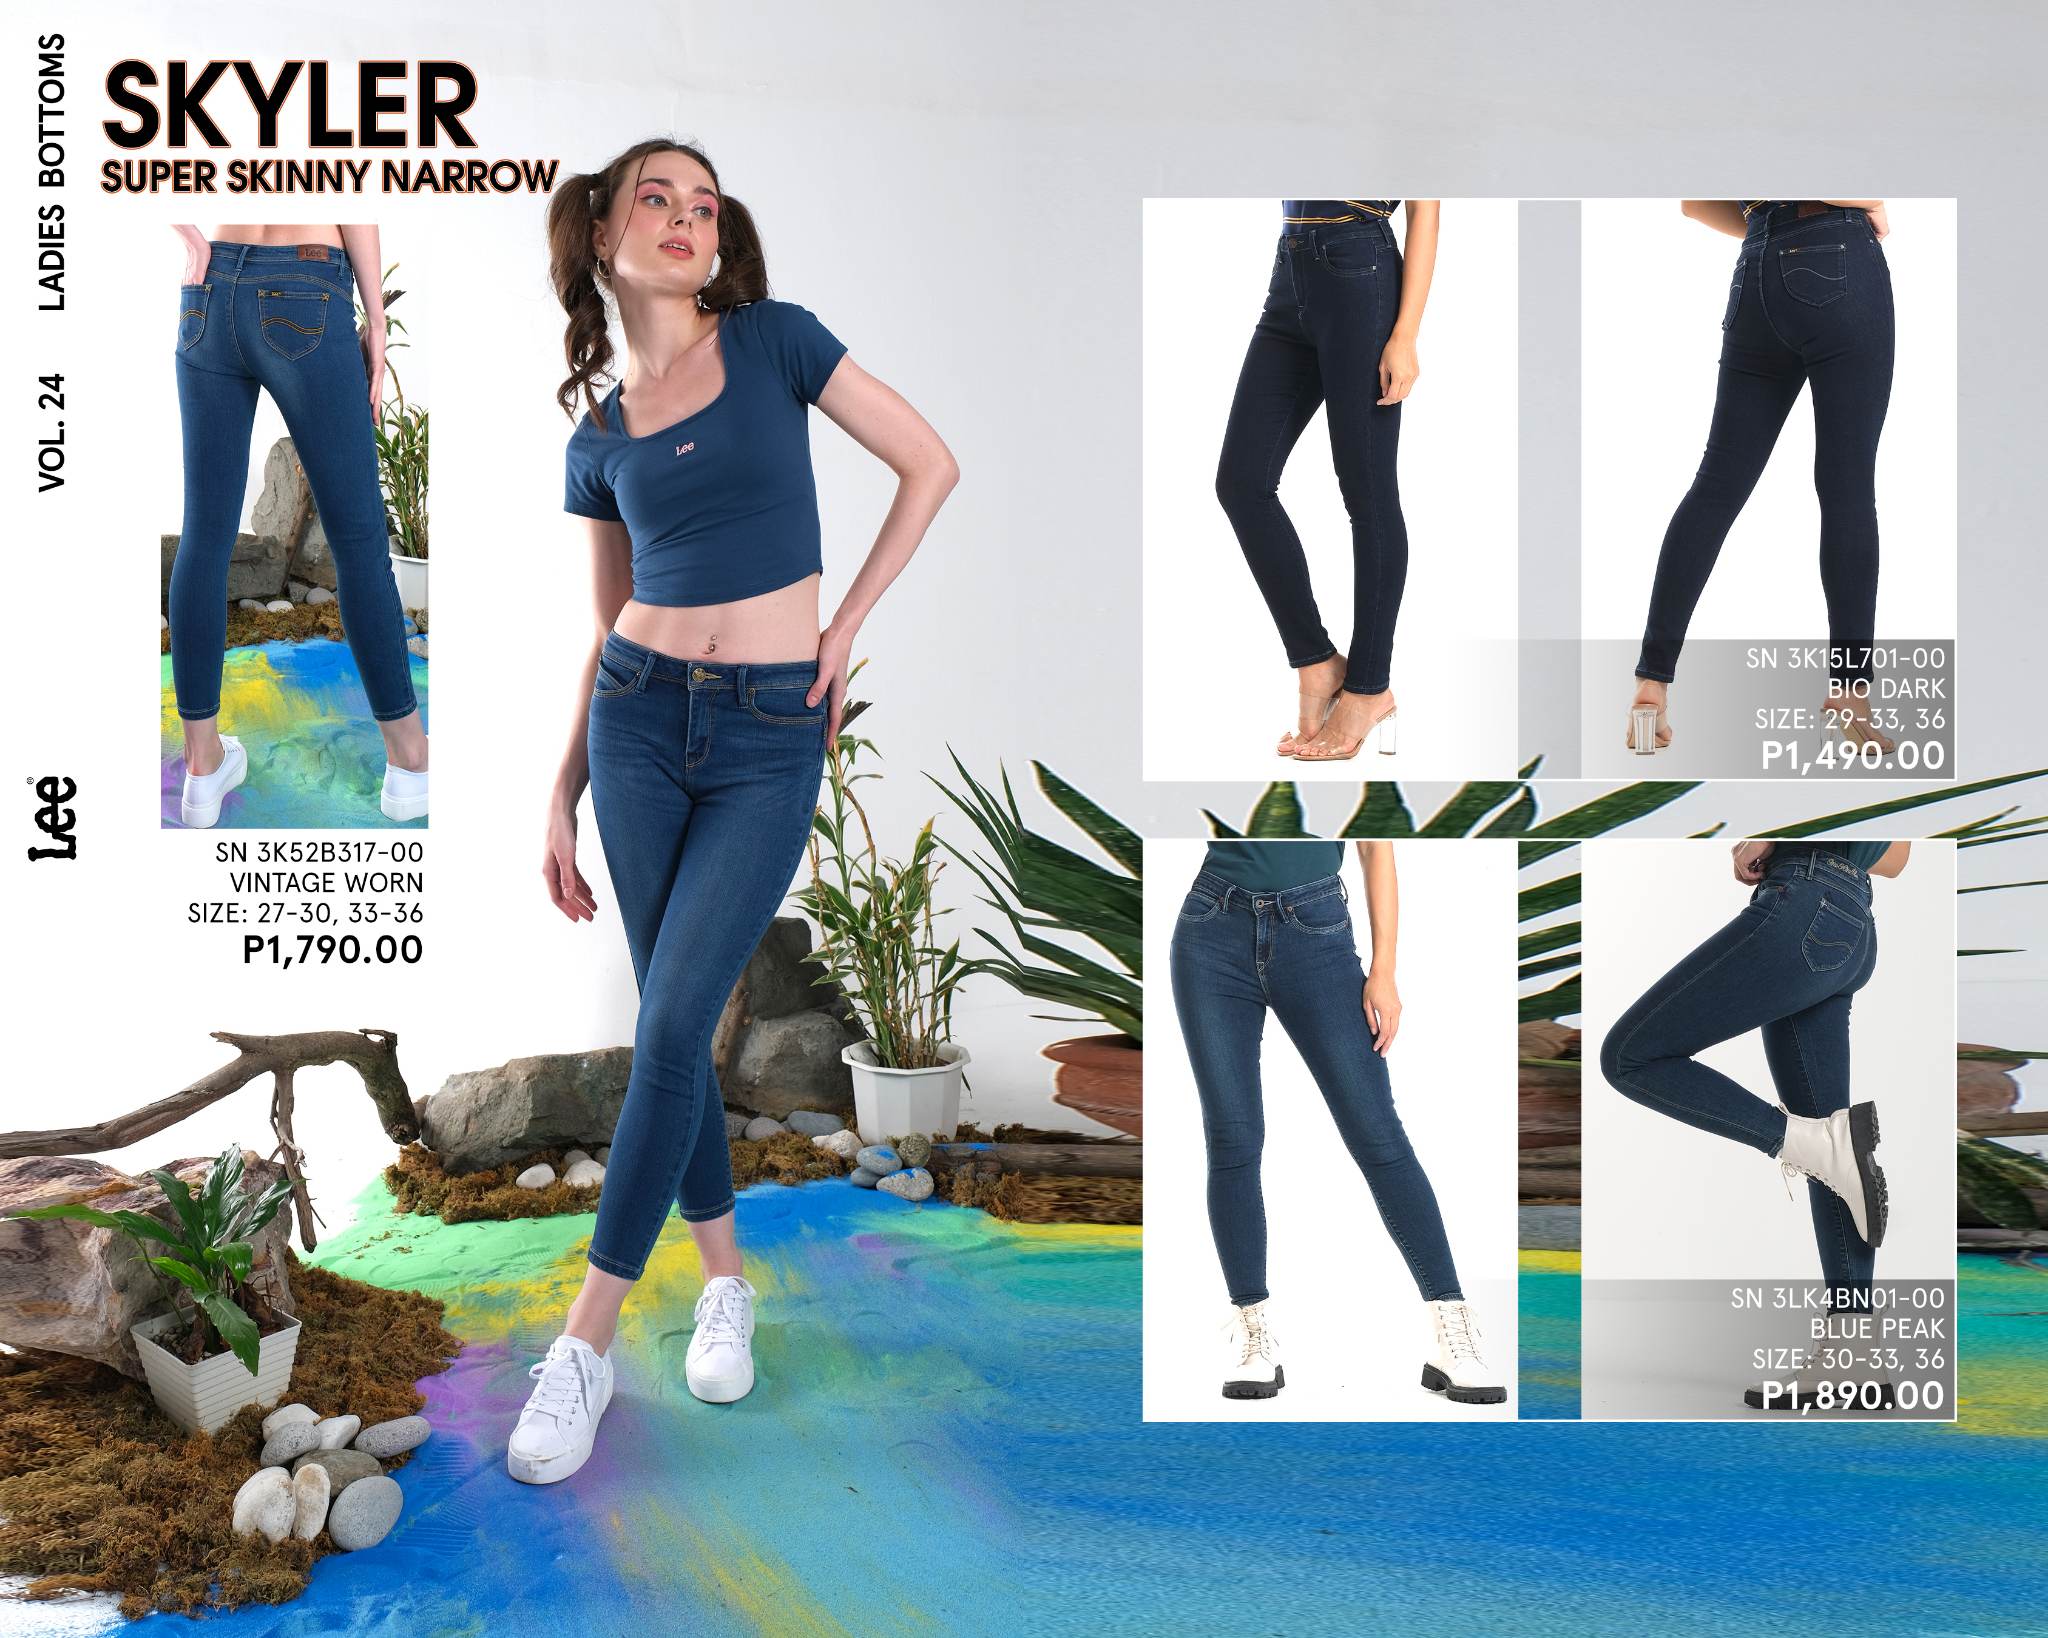 VOL. 24 LADIES BOTTOMS
Lee®
SKYLER
SUPER SKINNY NARROW
Lee
Lee
SN 3K52B317-00
VINTAGE WORN
SIZE: 27-30, 33-36
P1,790.00
SN 3K15L701-00
BIO DARK
SIZE: 29-33, 36
P1,490.00
SN 3LK4BN01-00
BLUE PEAK
SIZE: 30-33, 36
P1,890.00